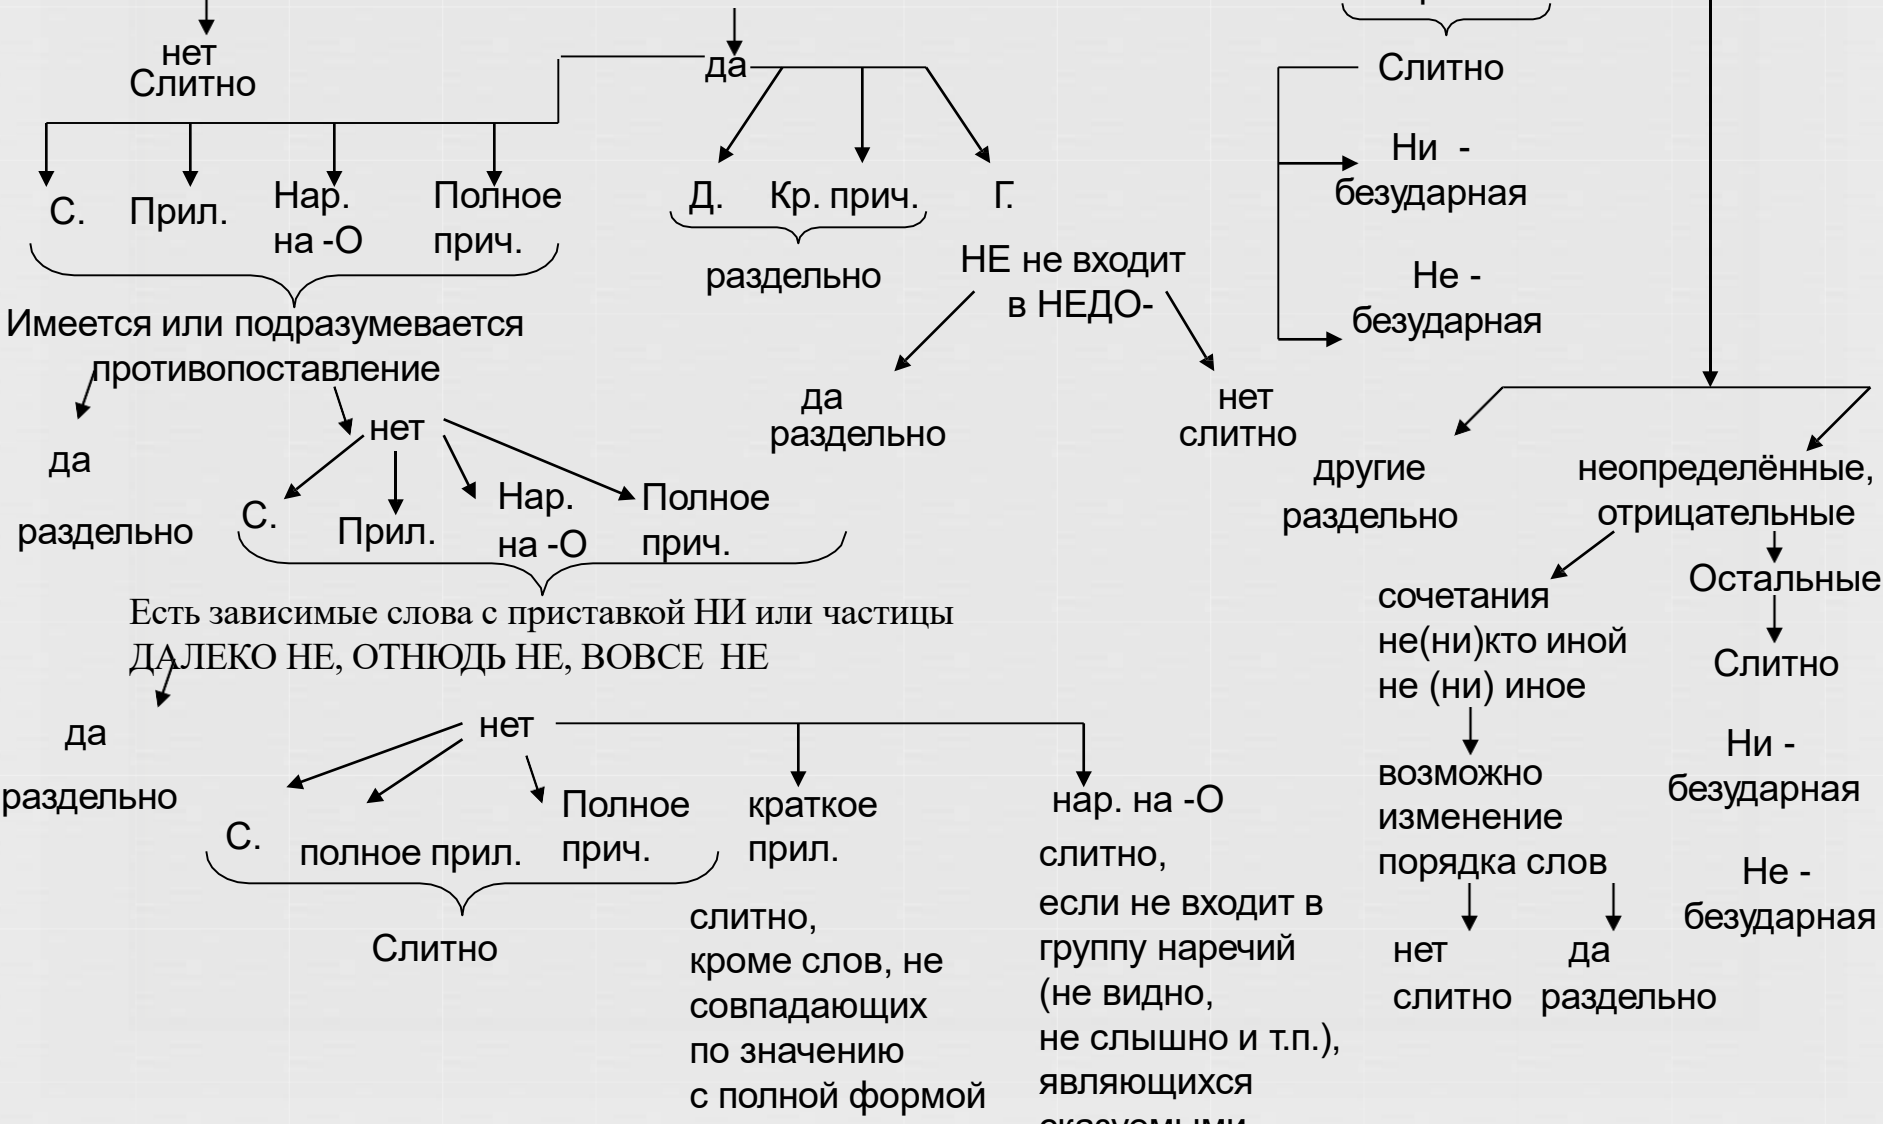 нет
Слитно
да
С.
Прил.
Нар.
на -О
Полное
прич.
Имеется или подразумевается
противопоставление
да
раздельно
нет
С.
Прил.
Нар.
на -О
Полное
прич.
Есть зависимые слова с приставкой НИ или частицы
ДАЛЕКО НЕ, ОТНЮДЬ НЕ, ВОВСЕ НЕ
да
раздельно
нет
С.
полное прил.
Полное
прич.
Слитно
краткое
прил.
слитно,
кроме слов, не
совпадающих
по значению
с полной формой
нар. на -О
слитно,
если не входит в
группу наречий
(не видно,
не слышно и т.п.),
являющихся
сказуемыми
Д.
Кр. прич.
Г.
раздельно
НЕ не входит
в НЕДО-
да
раздельно
нет
слитно
Слитно
Ни -
безударная
Не -
безударная
другие
раздельно
неопределённые,
отрицательные
сочетания
не(ни)кто иной
не (ни) иное
возможно
изменение
порядка слов
нет
слитно
да
раздельно
Остальные
Слитно
Ни -
безударная
Не -
безударная